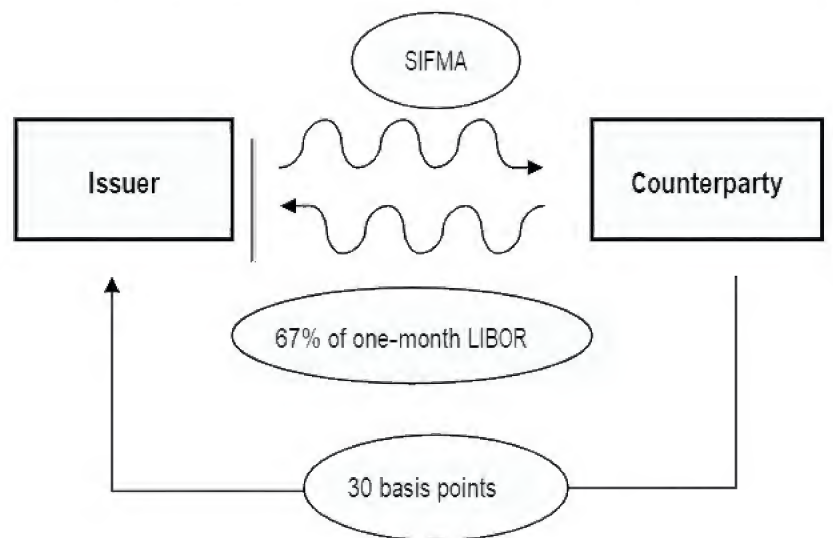 SIFMA
Issuer
Counterparty
67% of one-month LIBOR
30 basis points